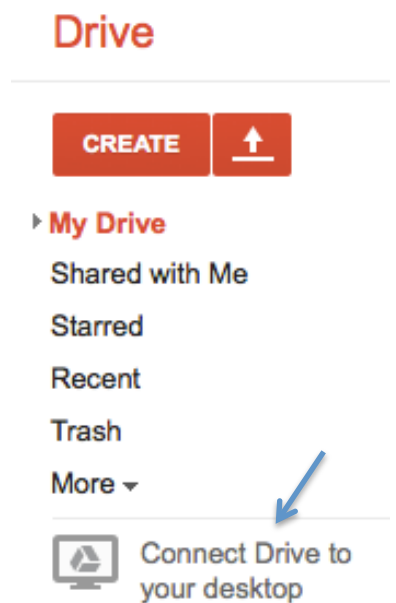 Drive
CREATE
My Drive
Shared with Me
Starred
Recent
Trash
More
Connect Drive to
your desktop